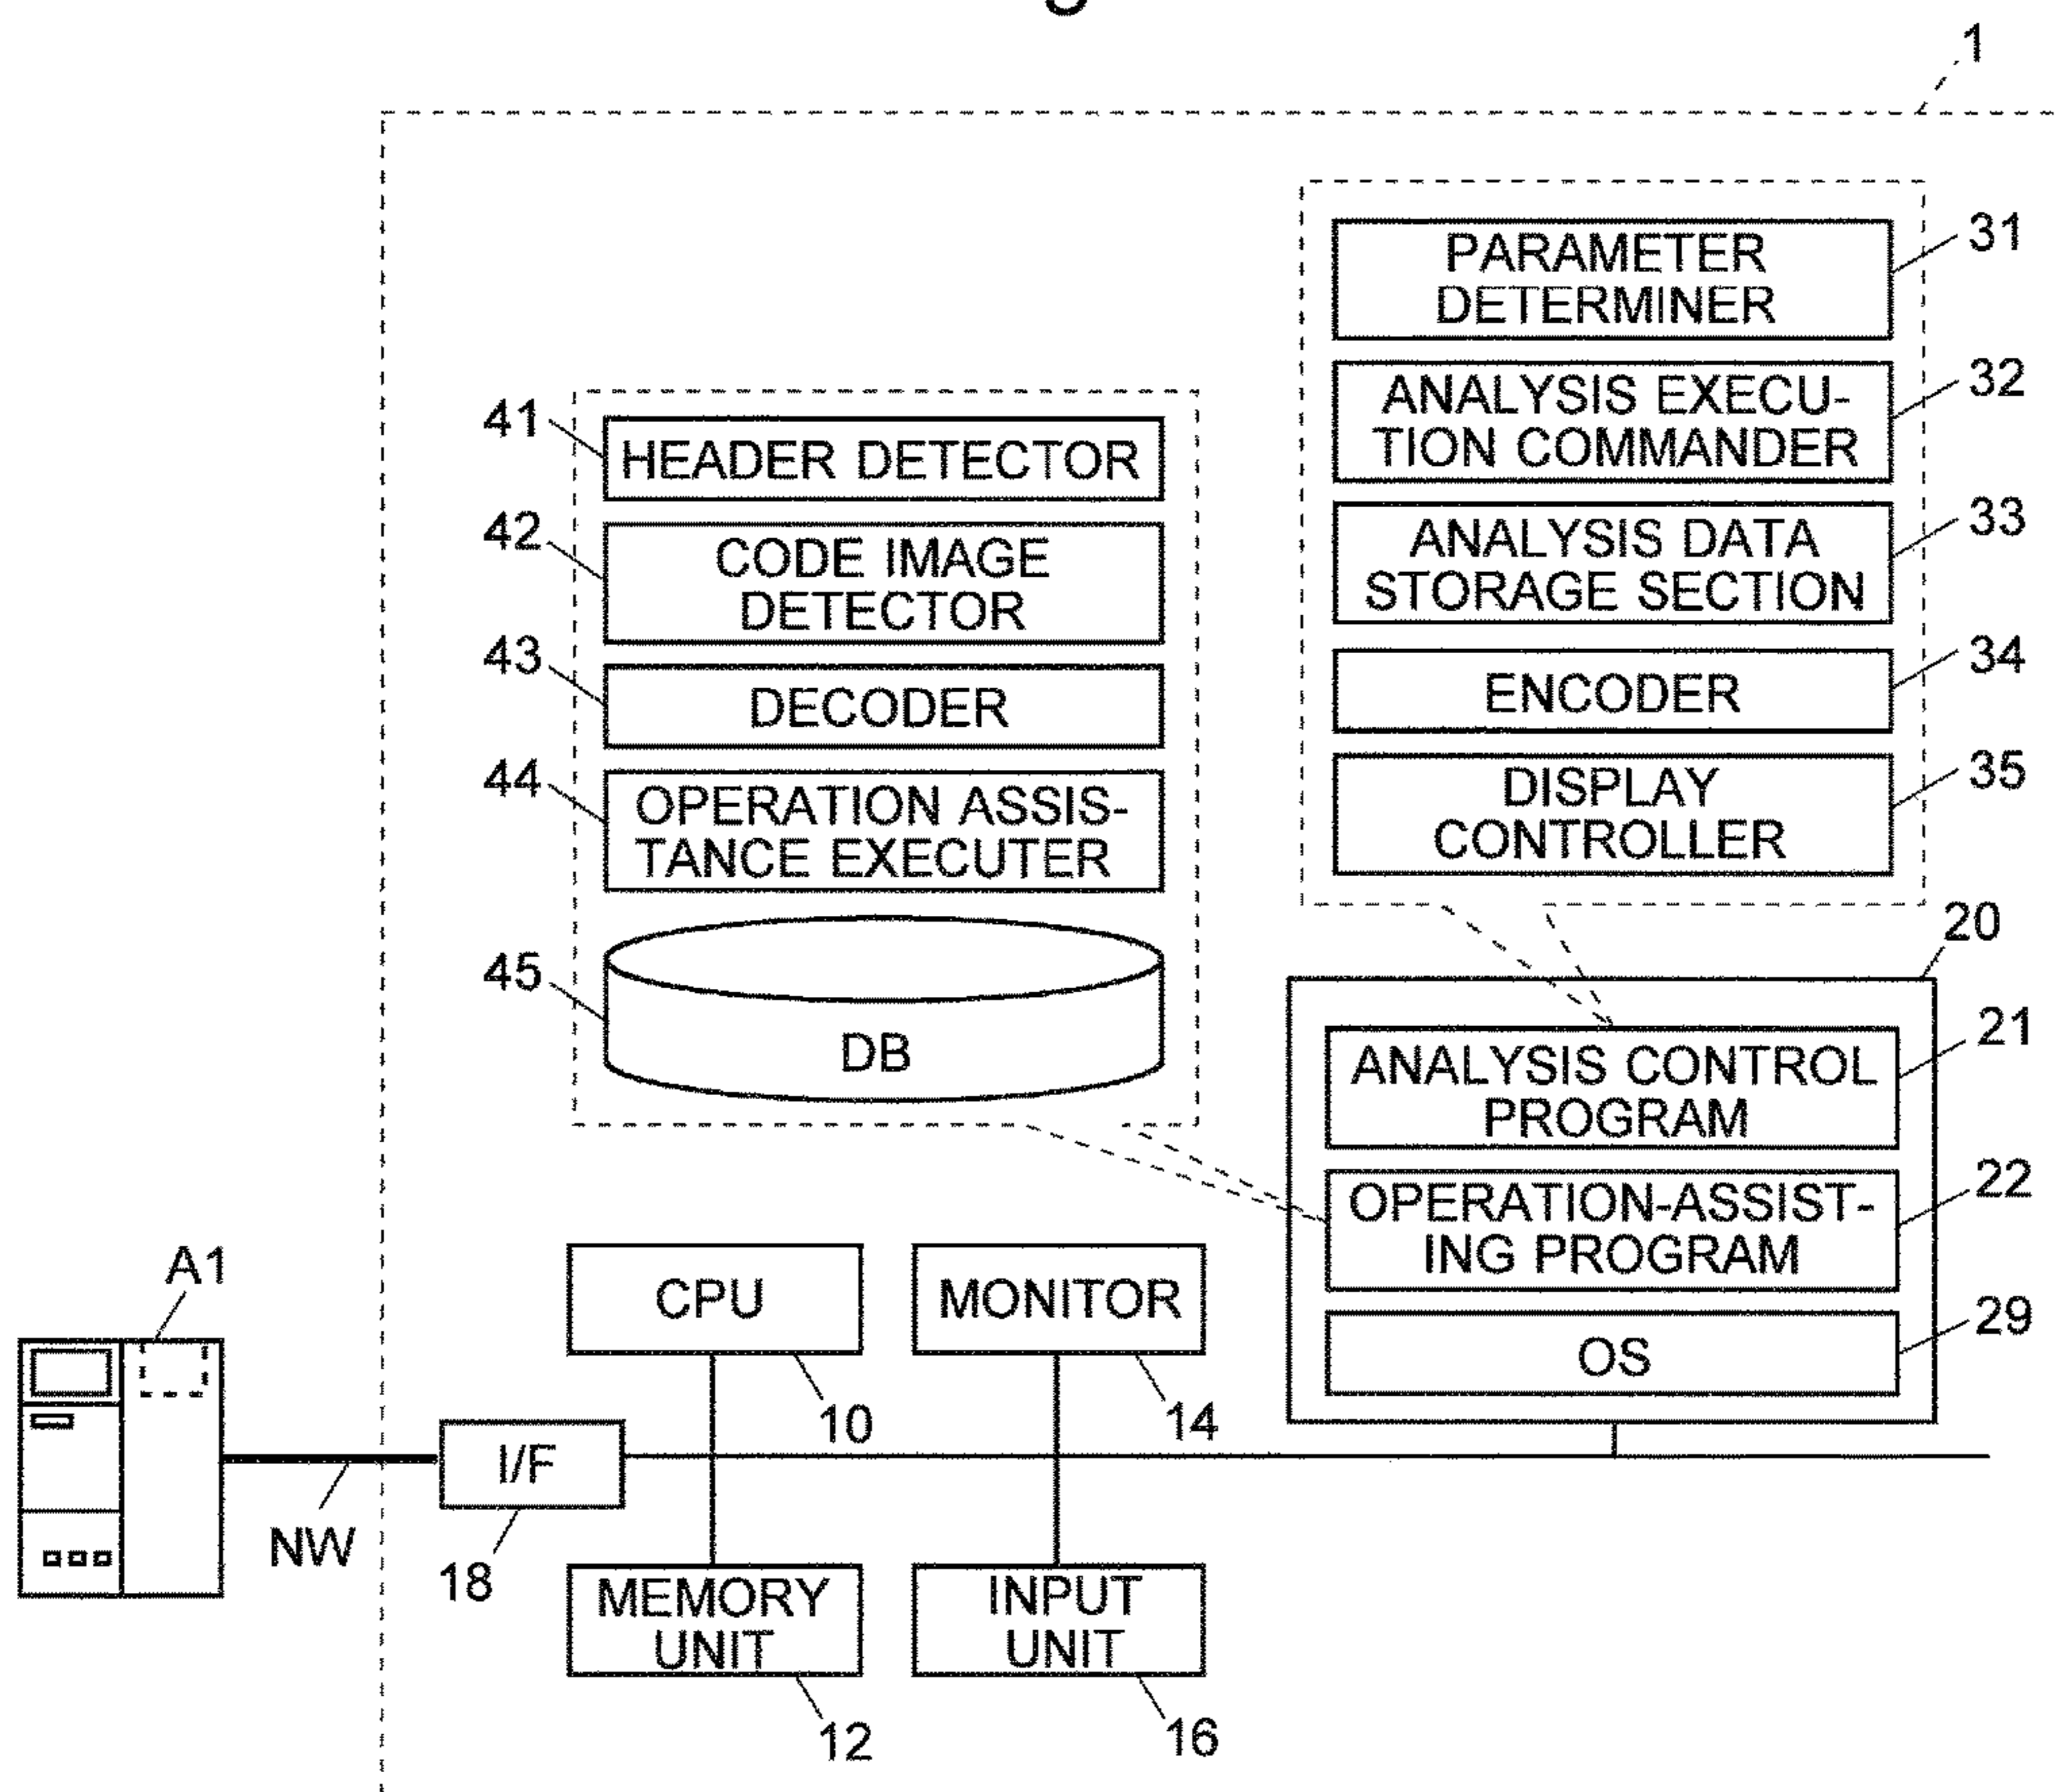 1
PARAMETER
DETERMINER
31
ANALYSIS EXECU-
TION COMMANDER
32
ANALYSIS DATA
STORAGE SECTION
33
ENCODER
34
DISPLAY
CONTROLLER
35
41
HEADER DETECTOR
42
CODE IMAGE
DETECTOR
43
DECODER
44
OPERATION ASSIS-
TANCE EXECUTER
45
DB
20
ANALYSIS CONTROL
PROGRAM
21
OPERATION-ASSIST-
ING PROGRAM
22
OS
29
A1
NW
I/F
18
CPU
10
MONITOR
14
MEMORY
UNIT
12
INPUT
UNIT
16